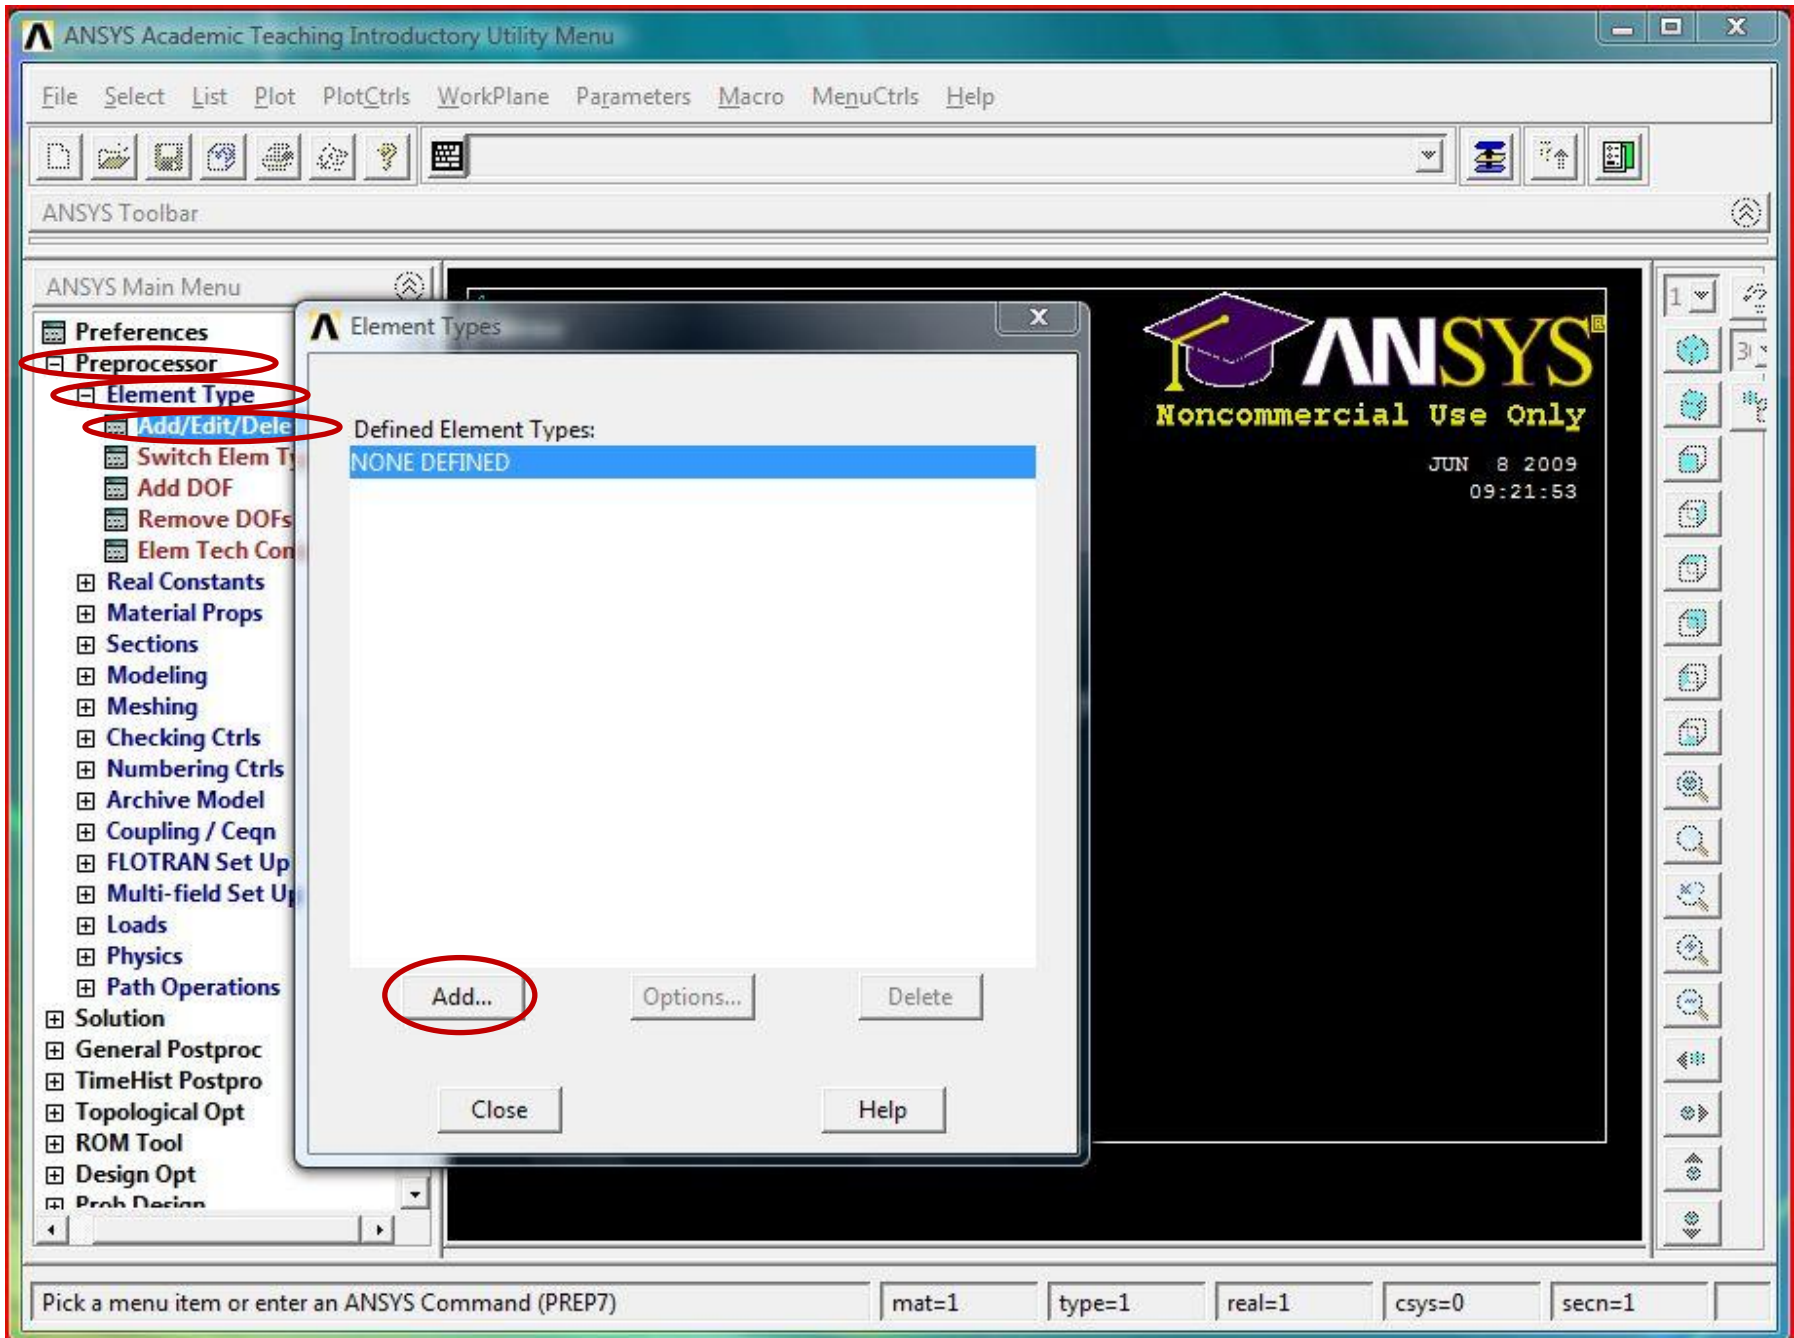 ANSYS Academic Teaching Introductory Utility Menu
File Select List Plot PlotCtrls WorkPlane Parameters Macro MenuCtrls Help
ANSYS Toolbar
ANSYS Main Menu
Preferences
Preprocessor
Element Type
Add/Edit/Dele
Switch Elem Ty
Add DOF
Remove DOFs
Elem Tech Con
Real Constants
Material Props
Sections
Modeling
Meshing
Checking Ctrls
Numbering Ctrls
Archive Model
Coupling / Ceqn
FLOTRAN Set Up
Multi-field Set Up
Loads
Physics
Path Operations
Solution
General Postproc
TimeHist Postpro
Topological Opt
ROM Tool
Design Opt
Prob Design
Element Types
Defined Element Types:
NONE DEFINED
Add... Options... Delete
Close Help
ANSYS®
Noncommercial Use Only
JUN 8 2009
09:21:53
1
Pick a menu item or enter an ANSYS Command (PREP7) mat=1 type=1 real=1 csys=0 secn=1